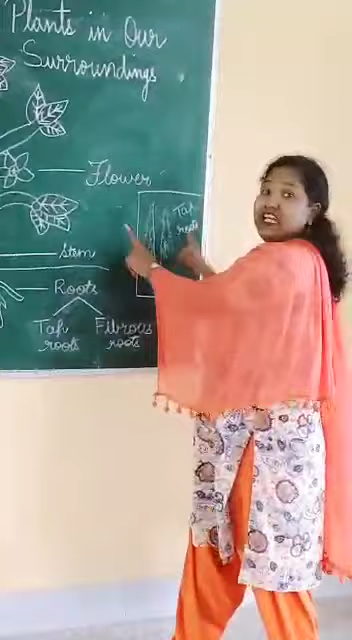 Plants in Our
Surroundings
Flower
Tap
roots
Stem
Roots
Tap
roots
Fibrous
roots